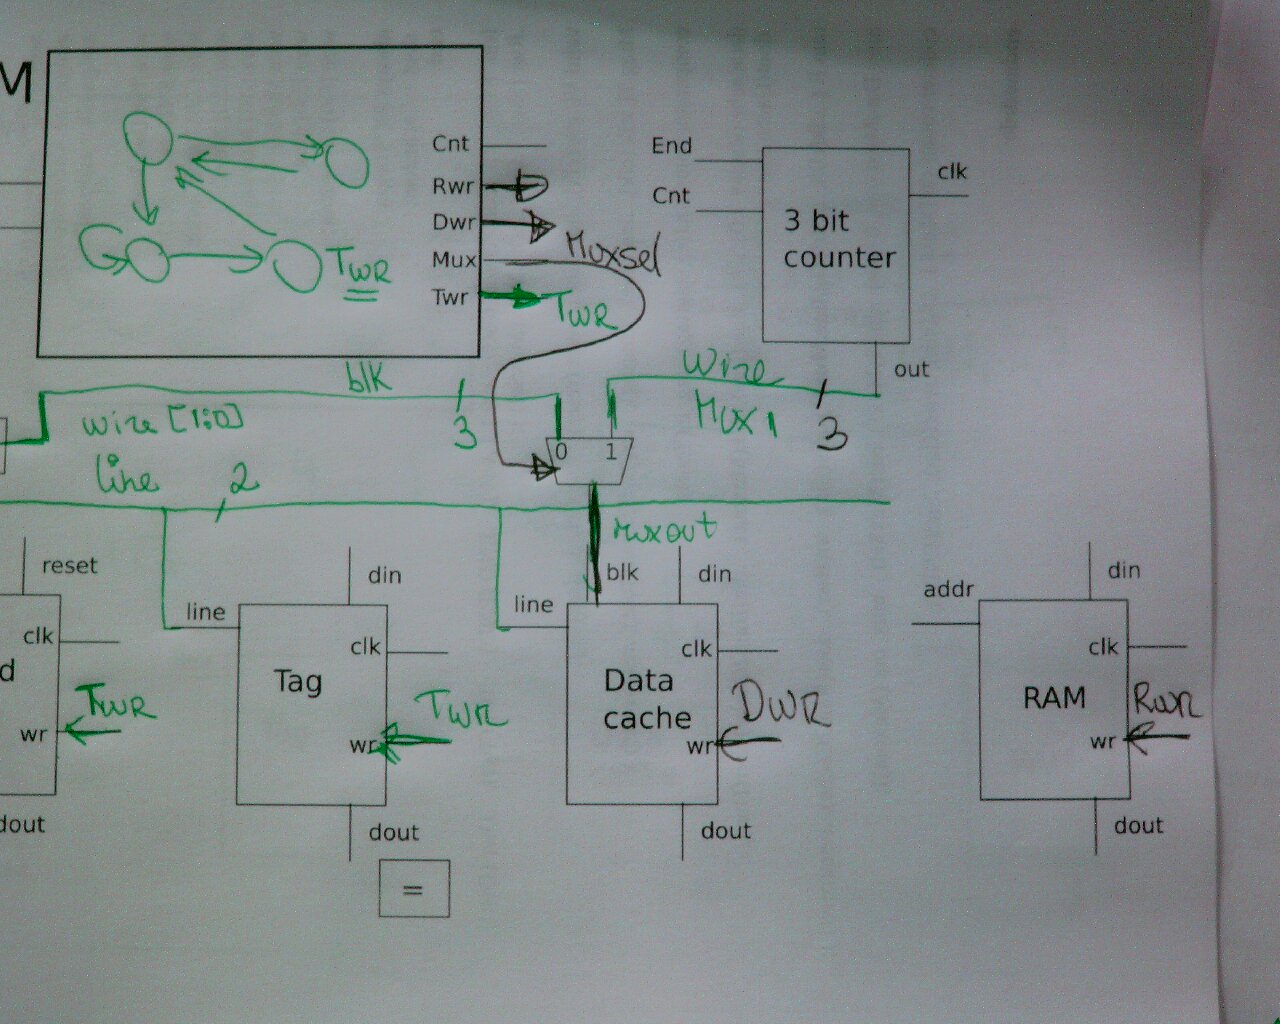 M
Cnt
Rwr
Dwr
Mux
Twr
TWR
TWR
Muxsel
End
Cnt
3 bit
counter
clk
out
blk
3
wire [1:0]
line
2
wire
MUX1
3
0 1
muxout
reset
clk
d
wr
TWR
dout
line
din
clk
Tag
wr
TWR
dout
=
line
blk
din
clk
Data
cache
wr
DWR
dout
addr
din
clk
RAM
wr
RWR
dout